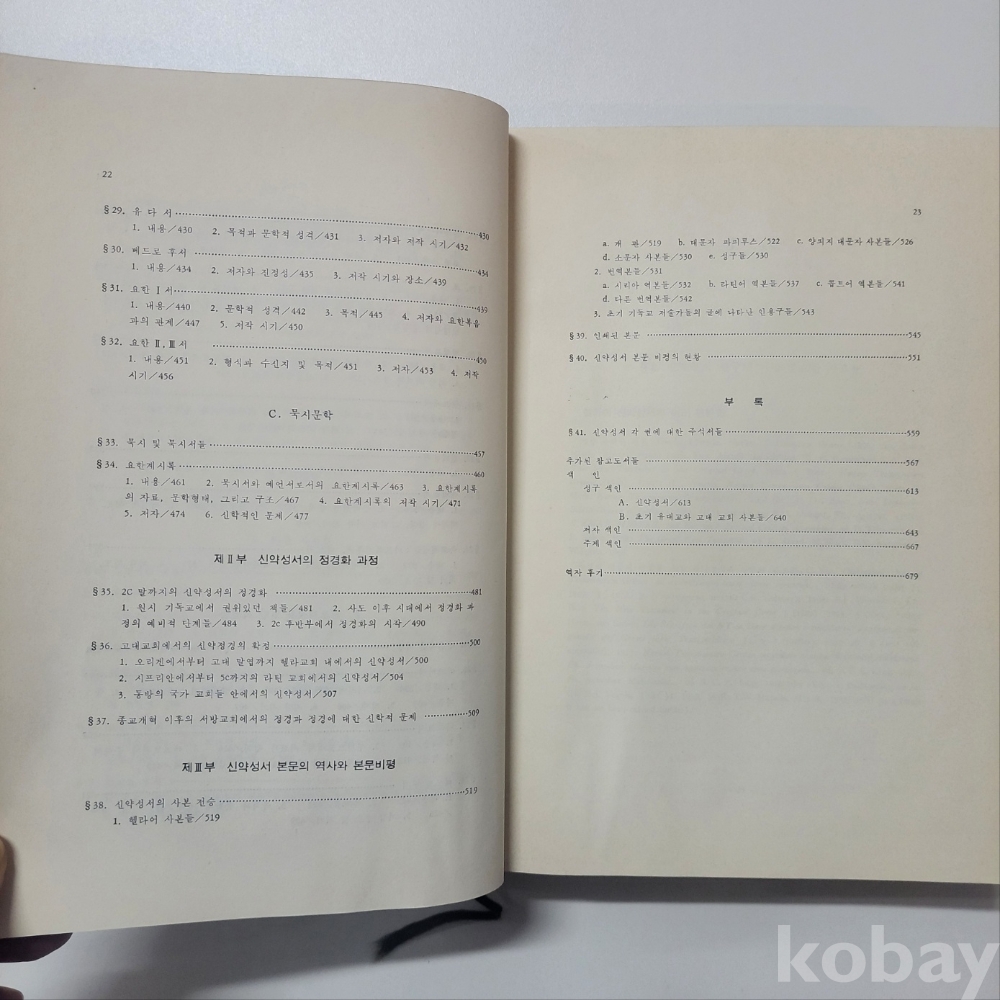 22
§29. 유 다 서 ········ 430
1. 내용/430 2. 목적과 문학적 성격/431 3. 저자와 저작 시기/432
§30. 베드로 후서 ········ 434
1. 내용/434 2. 저자와 진정성/435 3. 저작 시기와 장소/439
§31. 요한 Ⅰ서 ········ 439
1. 내용/440 2. 문학적 성격/442 3. 목적/445 4. 저자와 요한복음
과의 관계/447 5. 저작 시기/450
§32. 요한 Ⅱ,Ⅲ서 ········ 450
1. 내용/451 2. 형식과 수신지 및 목적/451 3. 저자/453 4. 저작
시기/456
C. 묵시문학
§33. 묵시 및 묵시서들 ········ 457
§34. 요한계시록 ········ 460
1. 내용/461 2. 묵시서와 예언서로서의 요한계시록/463 3. 요한계시록
의 자료, 문학형태, 그리고 구조/467 4. 요한계시록의 저작 시기/471
5. 저자/474 6. 신학적인 문제/477
제Ⅱ부 신약성서의 정경화 과정
§35. 2C 말까지의 신약성서의 정경화 ········ 481
1. 원시 기독교에서 권위있던 책들/481 2. 사도 이후 시대에서 정경화 과
정의 예비적 단계들/484 3. 2c 후반부에서 정경화의 시작/490
§36. 고대교회에서의 신약정경의 확정 ········ 500
1. 오리겐에서부터 고대 말엽까지 헬라교회 내에서의 신약성서/500
2. 시프리안에서부터 5c까지의 라틴 교회에서의 신약성서/504
3. 동방의 국가 교회들 안에서의 신약성서/507
§37. 종교개혁 이후의 서방교회에서의 정경과 정경에 대한 신학적 문제 ········ 509
제Ⅲ부 신약성서 본문의 역사와 본문비평
§38. 신약성서의 사본 전승 ········ 519
1. 헬라어 사본들/519
23
a. 개 관/519 b. 대문자 파피루스/522 c. 양피지 대문자 사본들/526
d. 소문자 사본들/530 e. 성구들/530
2. 번역본들/531
a. 시리아 역본들/532 b. 라틴어 역본/537 c. 콥트어 역본들/541
d. 다른 번역본들/542
3. 초기 기독교 저술가들의 글에 나타난 인용구들/543
§39. 인쇄된 본문 ········ 545
§40. 신약성서 본문 비평의 현황 ········ 551
부 록
§41. 신약성서 각 권에 대한 주석서들 ········ 559
추가된 참고도서들 ········ 567
색 인
성구 색인 ········ 613
A. 신약성서/613
B. 초기 유대교와 고대 교회 사본들/640
저자 색인 ········ 643
주제 색인 ········ 667
역자 후기 ········ 679
kobay